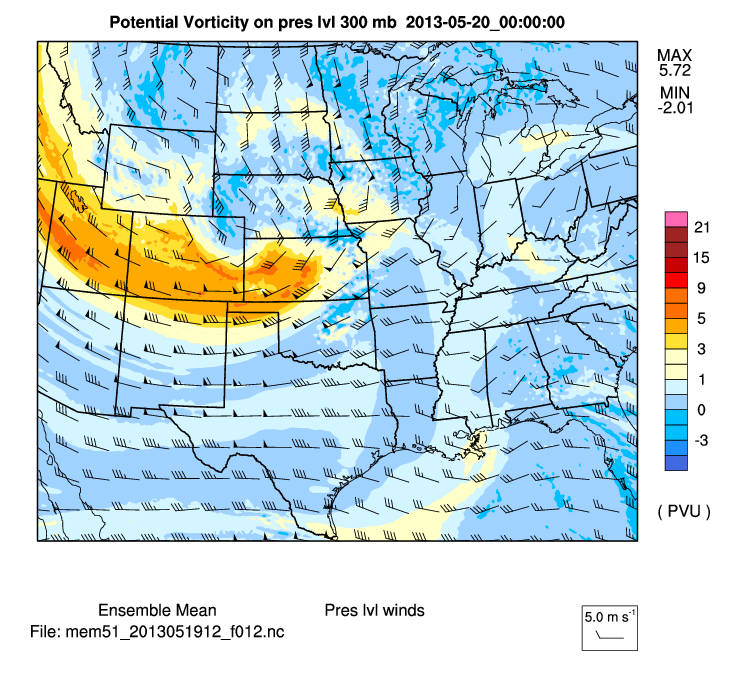 Potential Vorticity on pres lvl 300 mb 2013-05-20_00:00:00
MAX
5.72
MIN
-2.01
21
15
9
5
3
1
0
-3
( PVU )
Ensemble Mean
Pres lvl winds
File: mem51_2013051912_f012.nc
5.0 m s-1